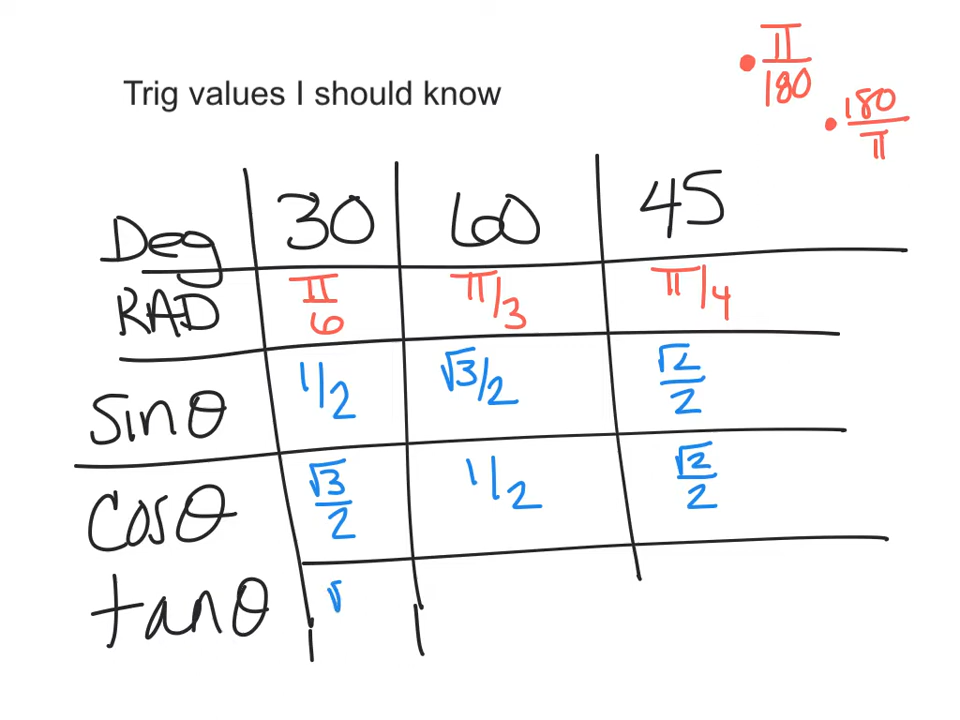 Trig values I should know
• π/180
• 180/π
Deg 30 60 45
RAD π/6 π/3 π/4
sinθ 1/2 √3/2 √2/2
cosθ √3/2 1/2 √2/2
tanθ √